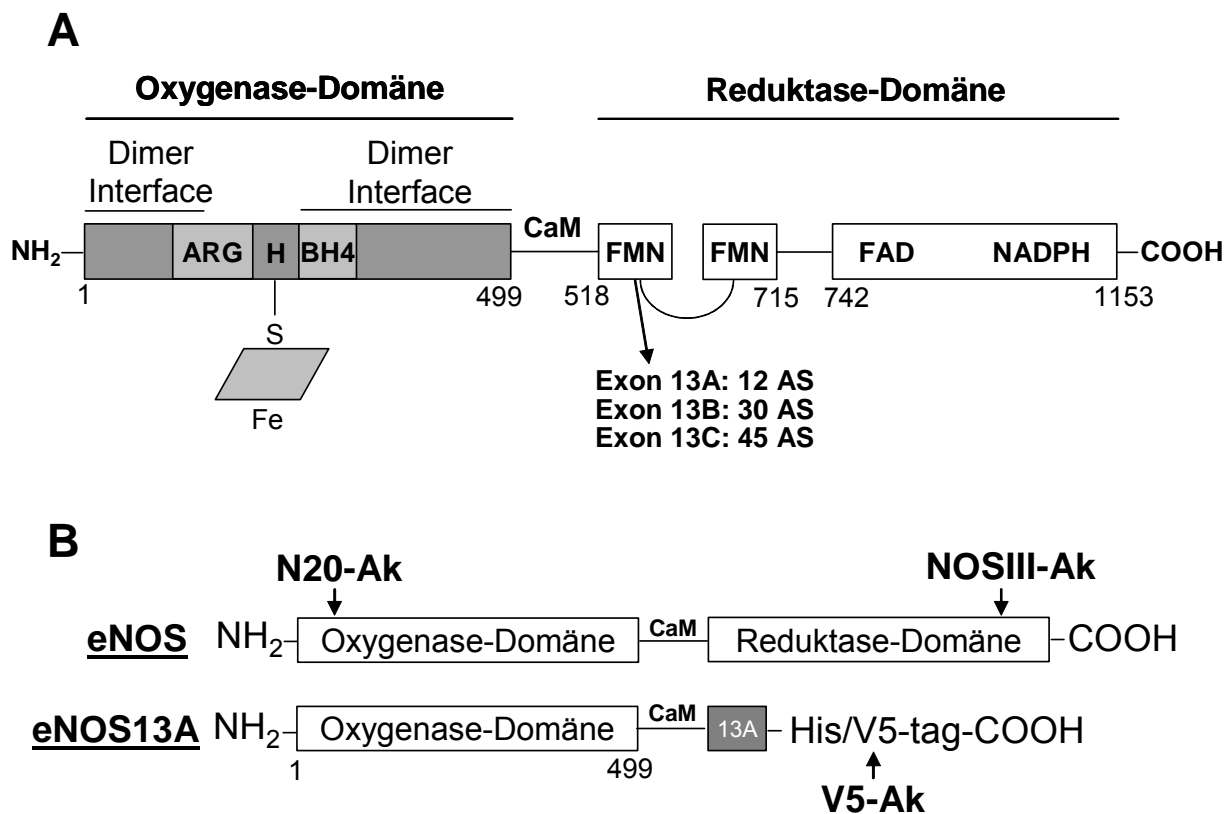 A
Oxygenase-Domäne Reduktase-Domäne
Dimer Interface Dimer Interface
NH2 ARG H BH4 CaM FMN FMN FAD NADPH COOH
1 499 518 715 742 1153
S
Fe
Exon 13A: 12 AS
Exon 13B: 30 AS
Exon 13C: 45 AS
B
N20-Ak NOSIII-Ak
eNOS NH2 Oxygenase-Domäne CaM Reduktase-Domäne COOH
eNOS13A NH2 Oxygenase-Domäne CaM 13A His/V5-tag-COOH
1 499
V5-Ak